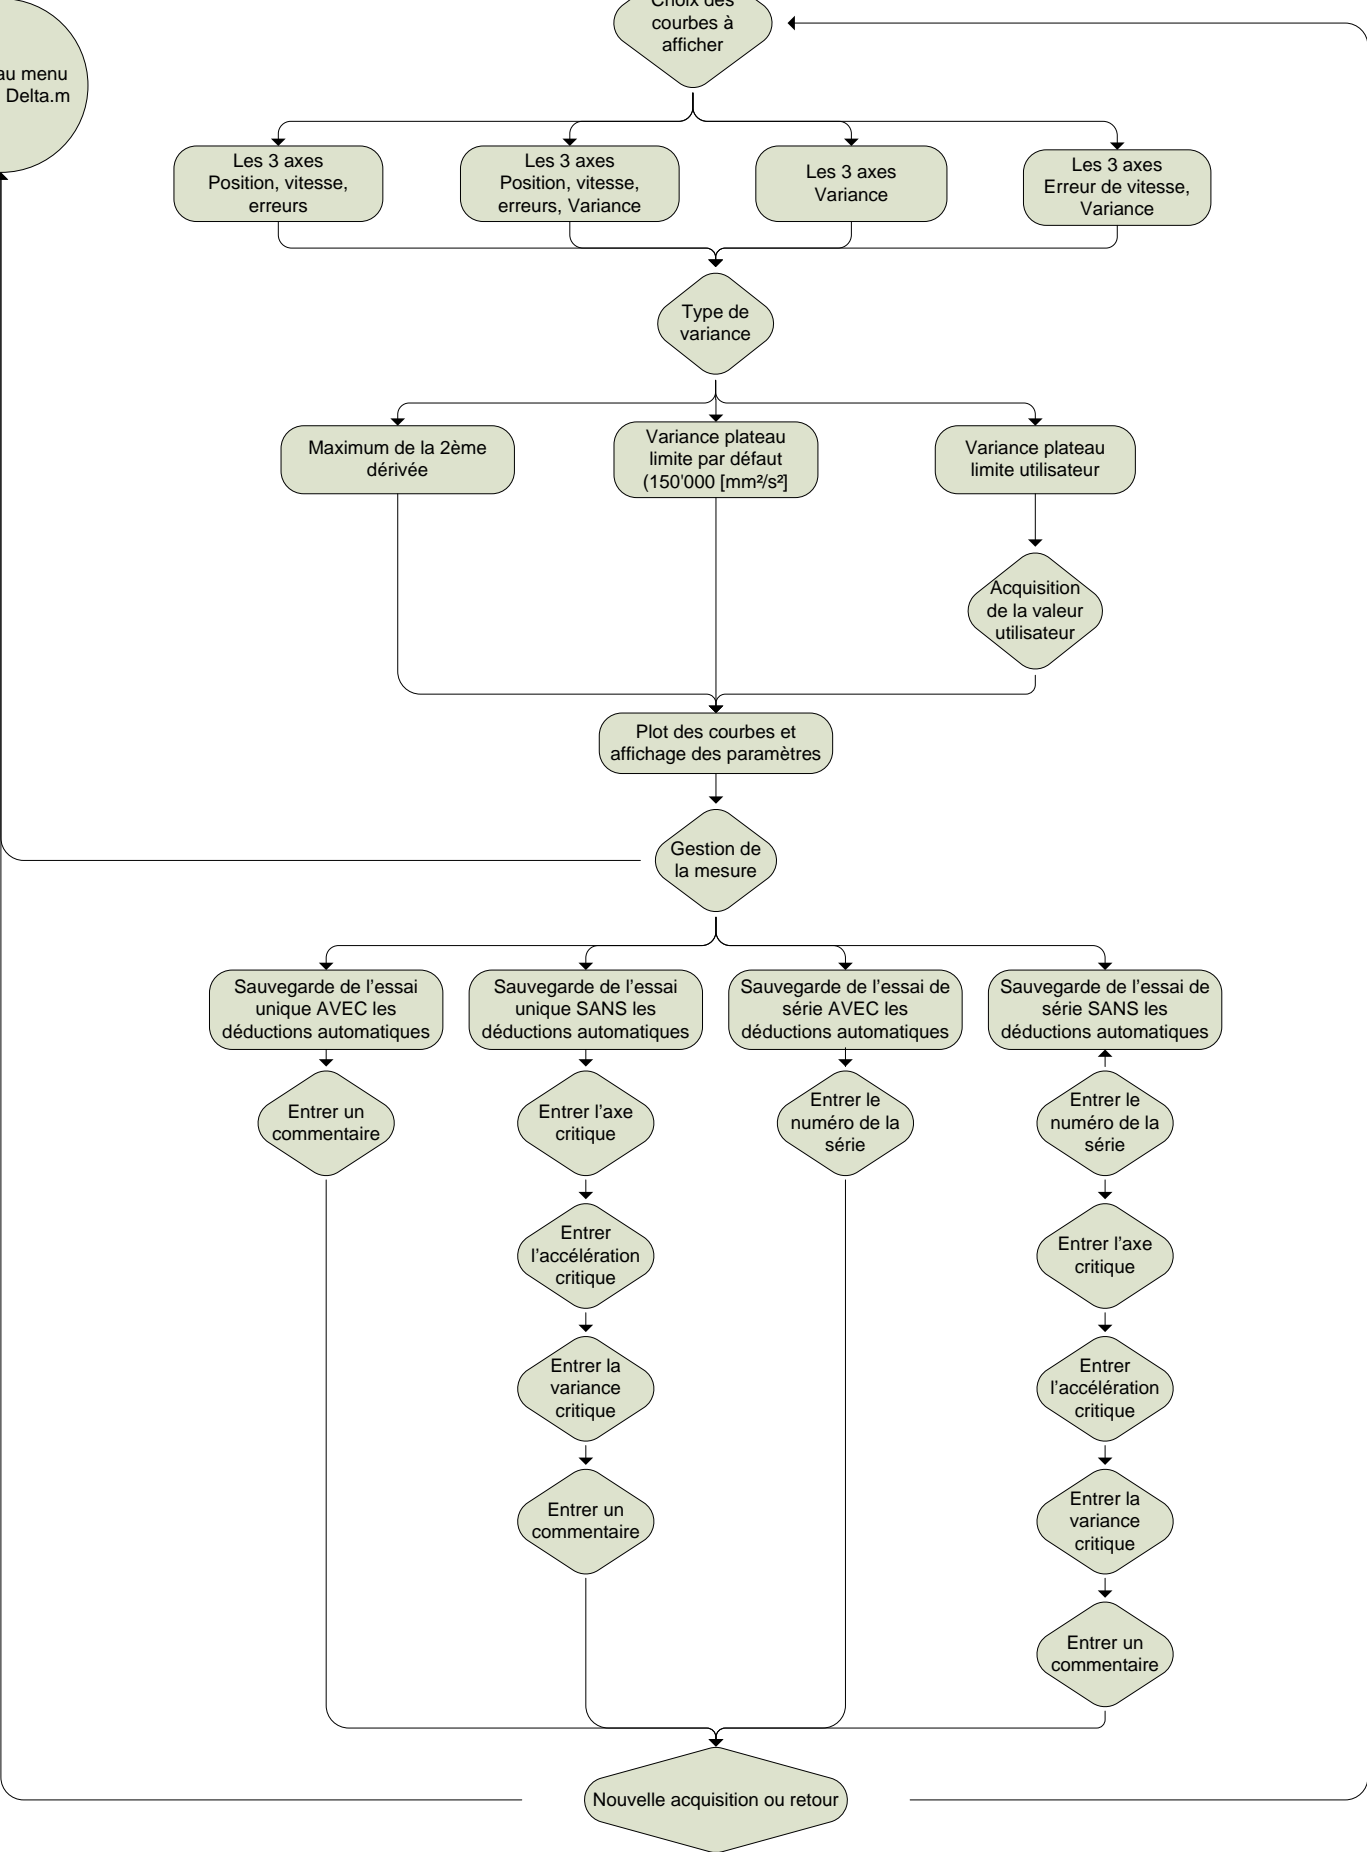 Choix des
courbes à
afficher
au menu
Delta.m
Les 3 axes
Position, vitesse,
erreurs
Les 3 axes
Position, vitesse,
erreurs, Variance
Les 3 axes
Variance
Les 3 axes
Erreur de vitesse,
Variance
Type de
variance
Maximum de la 2ème
dérivée
Variance plateau
limite par défaut
(150'000 [mm²/s²]
Variance plateau
limite utilisateur
Acquisition
de la valeur
utilisateur
Plot des courbes et
affichage des paramètres
Gestion de
la mesure
Sauvegarde de l’essai
unique AVEC les
déductions automatiques
Sauvegarde de l’essai
unique SANS les
déductions automatiques
Sauvegarde de l’essai de
série AVEC les
déductions automatiques
Sauvegarde de l’essai de
série SANS les
déductions automatiques
Entrer un
commentaire
Entrer l’axe
critique
Entrer le
numéro de la
série
Entrer le
numéro de la
série
Entrer
l’accélération
critique
Entrer l’axe
critique
Entrer la
variance
critique
Entrer
l’accélération
critique
Entrer un
commentaire
Entrer la
variance
critique
Entrer un
commentaire
Nouvelle acquisition ou retour